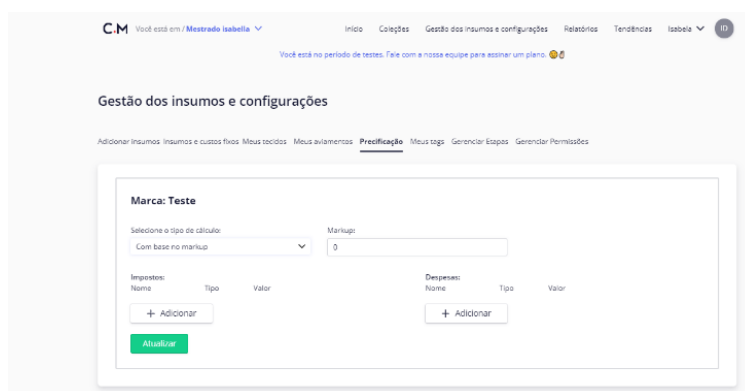 C.M Você está em / Mestrado isabella Início Coleções Gestão dos insumos e configurações Relatórios Tendências Isabela ID
Você está no período de testes. Fale com a nossa equipe para assinar um plano.
Gestão dos insumos e configurações
Adicionar insumos Insumos e custos fixos Meus tecidos Meus aviamentos Precificação Meus tags Gerenciar Etapas Gerenciar Permissões
Marca: Teste
Selecione o tipo de cálculo: Markup:
Com base no markup 0
Impostos: Despesas:
Nome Tipo Valor Nome Tipo Valor
+ Adicionar + Adicionar
Atualizar